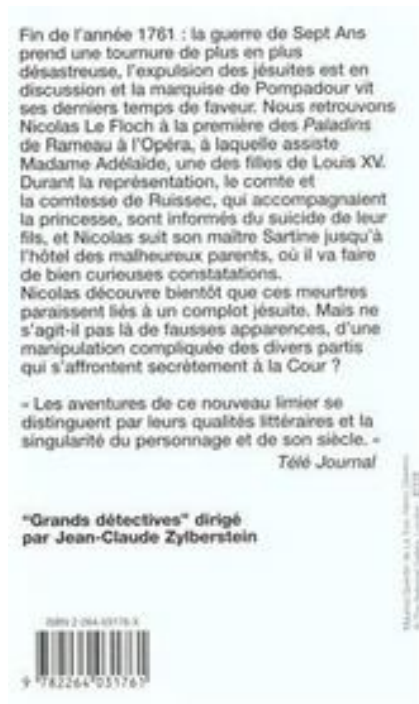 Fin de l'année 1761 : la guerre de Sept Ans
prend une tournure de plus en plus
désastreuse, l'expulsion des jésuites est en
discussion et la marquise de Pompadour vit
ses derniers temps de faveur. Nous retrouvons
Nicolas Le Floch à la première des Paladins
de Rameau à l'Opéra, à laquelle assiste
Madame Adélaïde, une des filles de Louis XV.
Durant la représentation, le comte et
la comtesse de Ruissec, qui accompagnaient
la princesse, sont informés du suicide de leur
fils, et Nicolas suit son maître Sartine jusqu'à
l'hôtel des malheureux parents, où il va faire
de bien curieuses constatations.
Nicolas découvre bientôt que ces meurtres
paraissent liés à un complot jésuite. Mais ne
s'agit-il pas là de fausses apparences, d'une
manipulation compliquée des divers partis
qui s'affrontent secrètement à la Cour ?
« Les aventures de ce nouveau limier se
distinguent par leurs qualités littéraires et la
singularité du personnage et de son siècle. »
Télé Journal
"Grands détectives" dirigé
par Jean-Claude Zylberstein
ISBN 2-264-03176-X
9 782264 031761